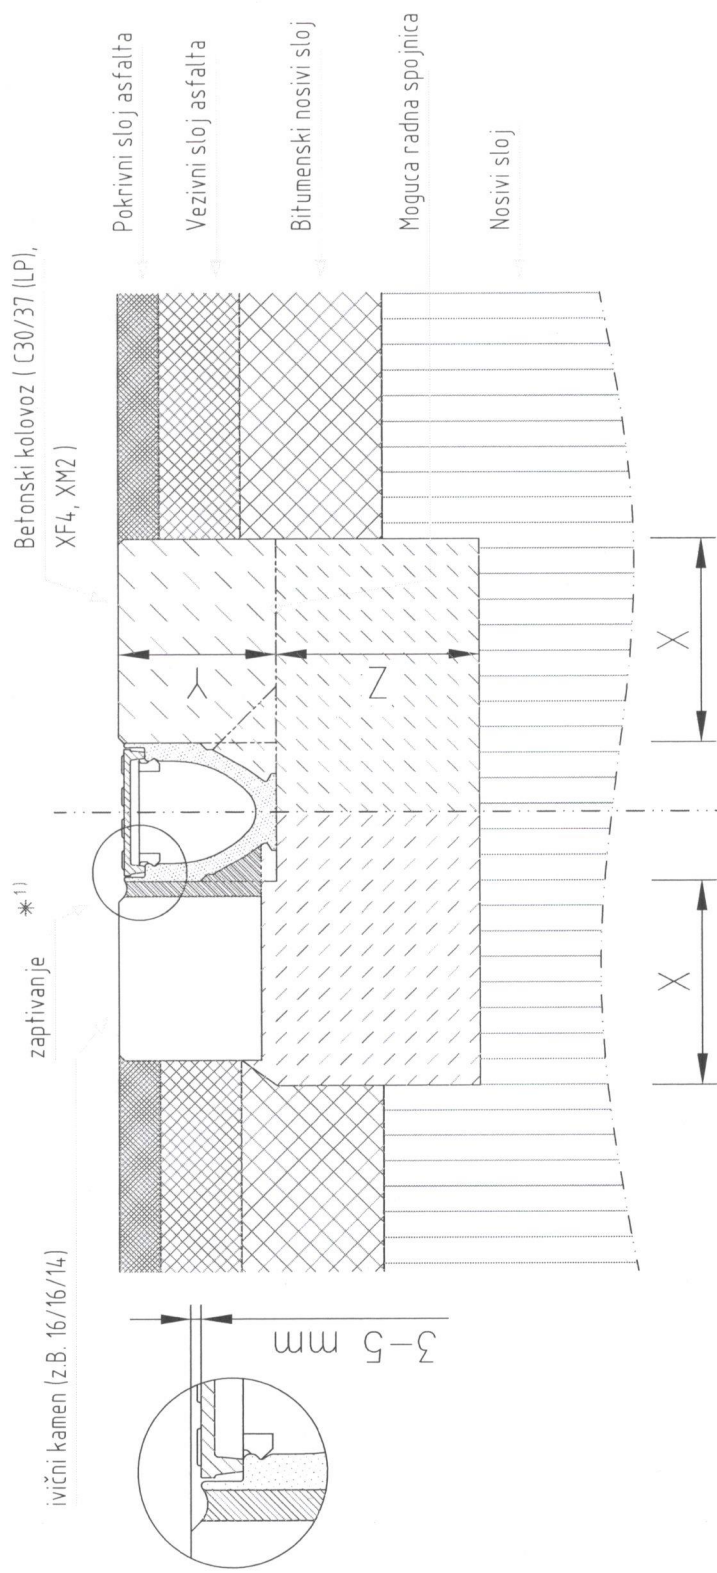 ivični kamen (z.B. 16/16/14)
zaptivanje *1)
Betonski kolovoz ( C30/37 (LP),
XF4, XM2 )
Pokrivni sloj asfalta
Vezivni sloj asfalta
Bitumenski nosivi sloj
Moguca radna spojnica
Nosivi sloj
3-5 mm
Y
Z
X
X